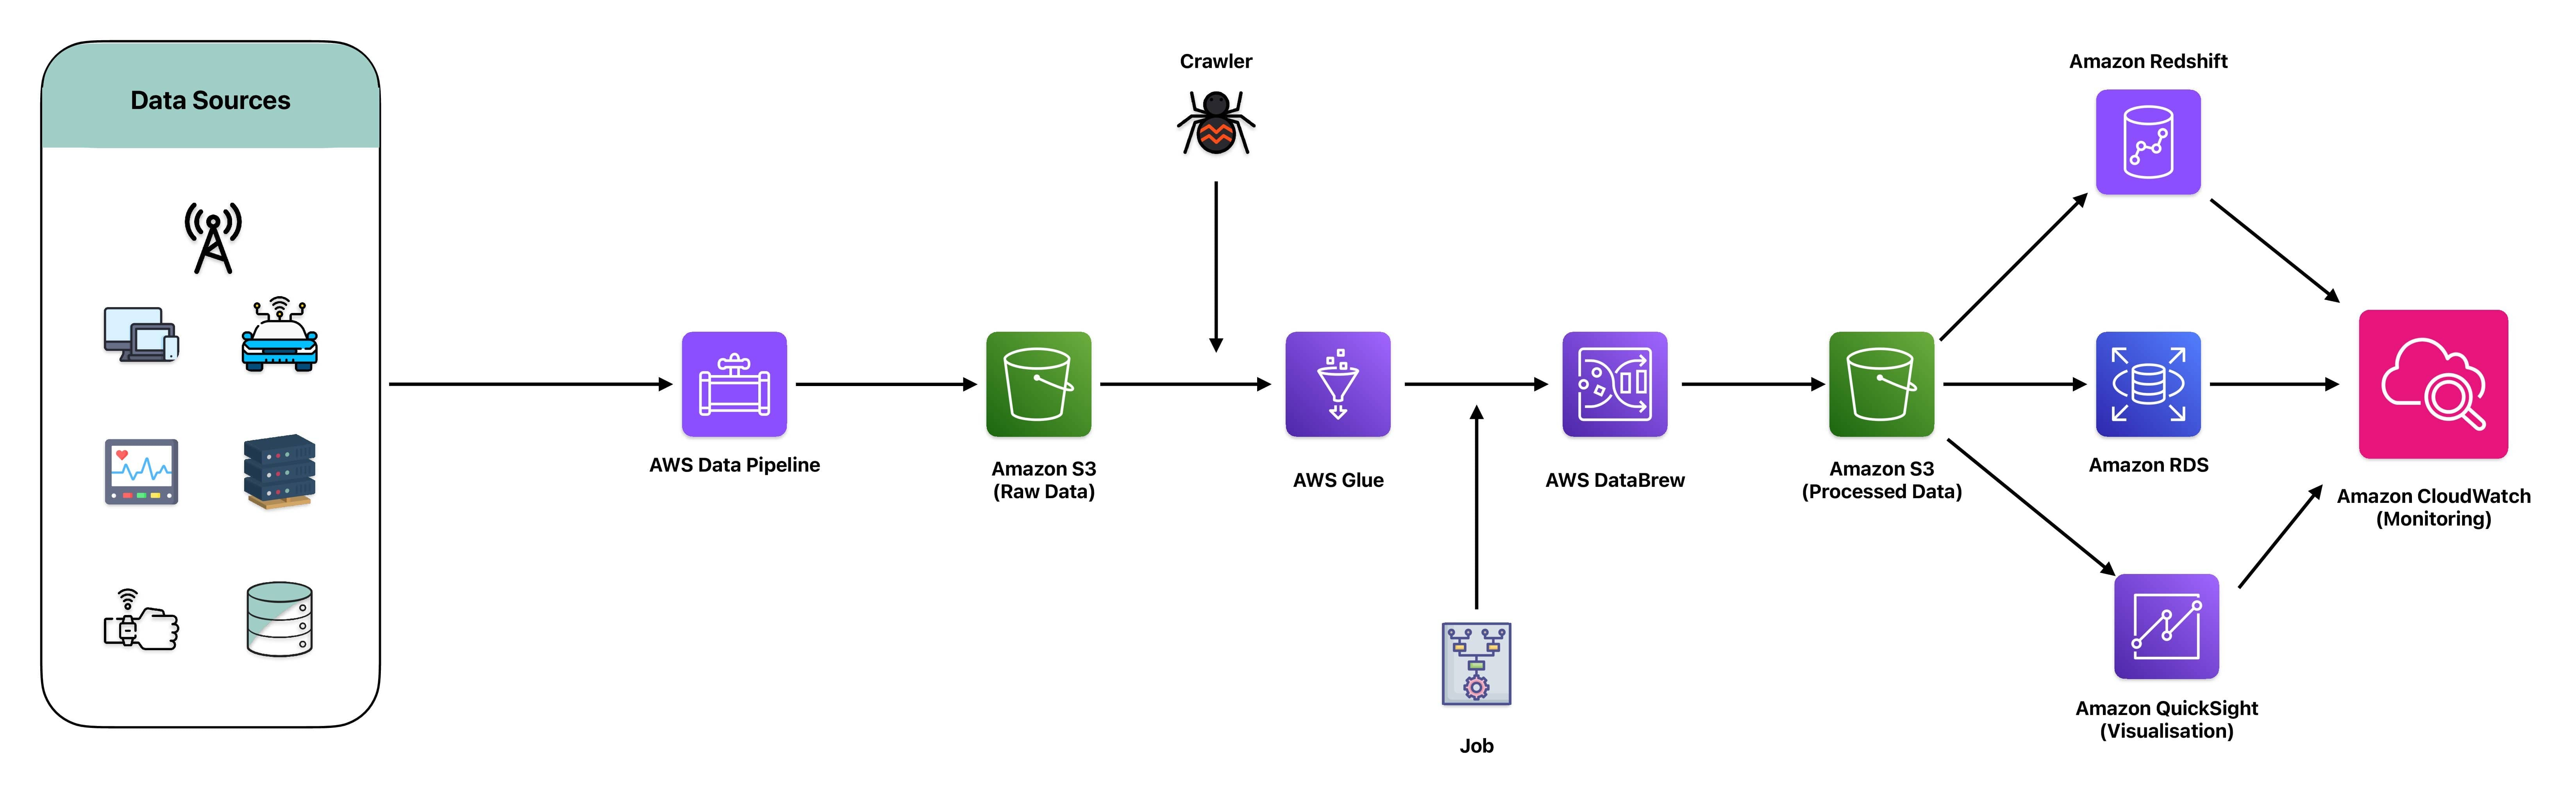 Data Sources
Crawler
Amazon Redshift
AWS Data Pipeline
Amazon S3
(Raw Data)
AWS Glue
AWS DataBrew
Amazon S3
(Processed Data)
Amazon RDS
Amazon CloudWatch
(Monitoring)
Amazon QuickSight
(Visualisation)
Job